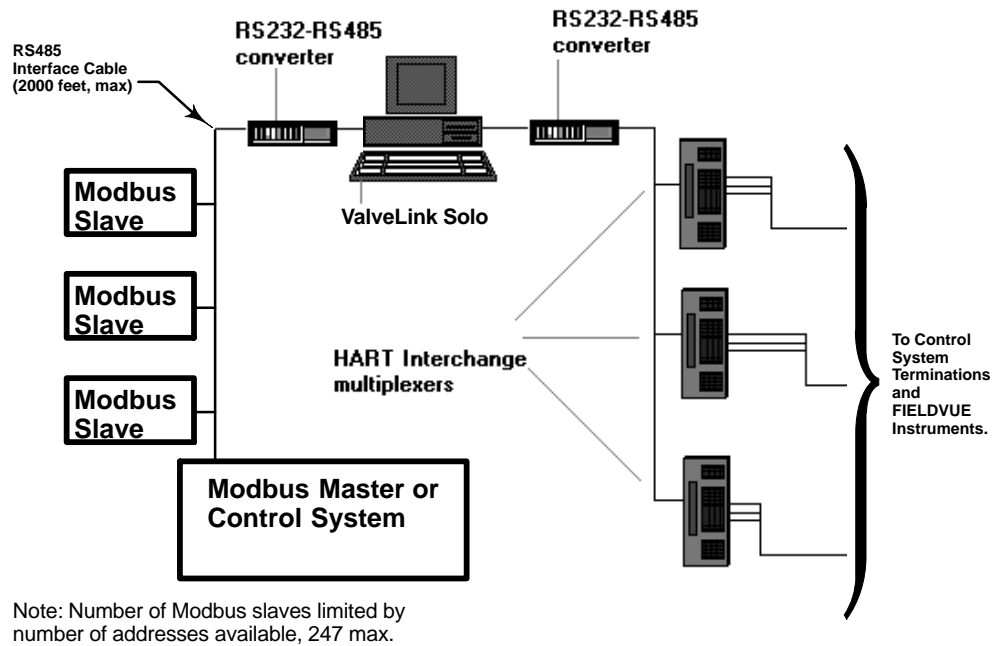 RS232-RS485
converter
RS232-RS485
converter
RS485
Interface Cable
(2000 feet, max)
ValveLink Solo
Modbus
Slave
Modbus
Slave
Modbus
Slave
HART Interchange
multiplexers
To Control
System
Terminations
and
FIELDVUE
Instruments.
Modbus Master or
Control System
Note: Number of Modbus slaves limited by
number of addresses available, 247 max.